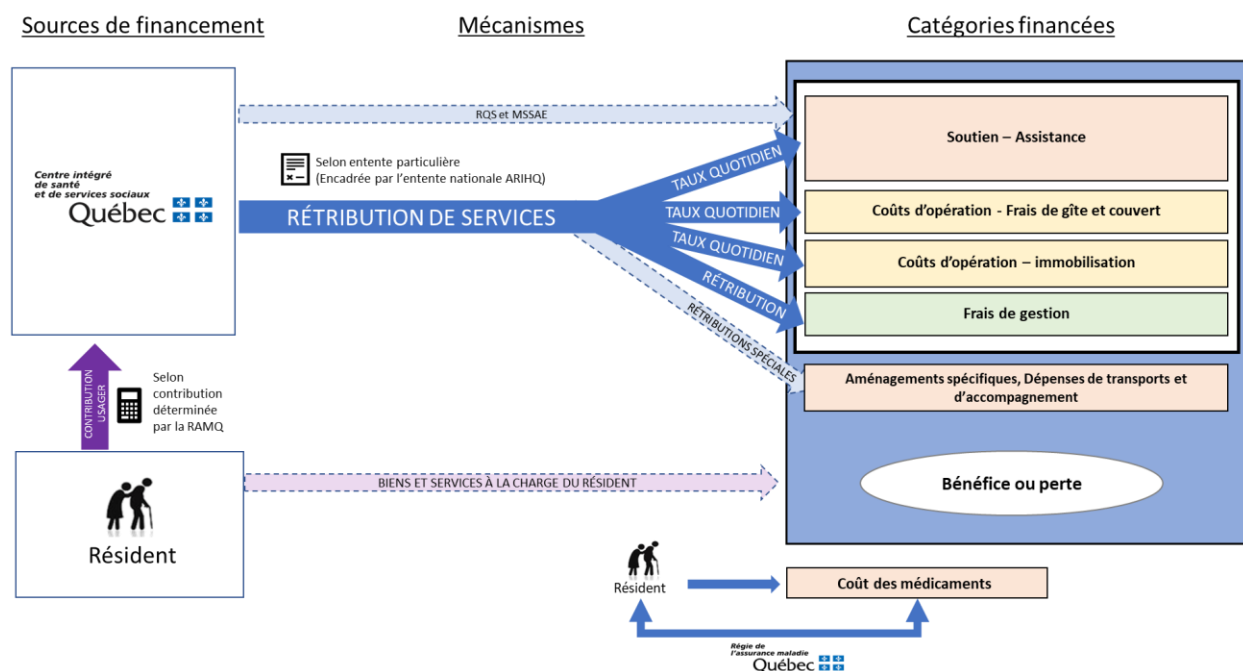 Sources de financement
Mécanismes
Catégories financées
RQS et MSSAE
Soutien – Assistance
Selon entente particulière
(Encadrée par l'entente nationale ARIHQ)
TAUX QUOTIDIEN
Centre intégré
de santé
et de services sociaux
Québec
RÉTRIBUTION DE SERVICES
TAUX QUOTIDIEN
Coûts d'opération - Frais de gîte et couvert
TAUX QUOTIDIEN
Coûts d'opération – immobilisation
RÉTRIBUTION
Frais de gestion
RÉTRIBUTIONS SPÉCIALES
Aménagements spécifiques, Dépenses de transports et
d'accompagnement
CONTRIBUTION
USAGER
Selon
contribution
déterminée
par la RAMQ
BIENS ET SERVICES À LA CHARGE DU RÉSIDENT
Bénéfice ou perte
Résident
Résident
Coût des médicaments
Régie de
l'assurance maladie
Québec